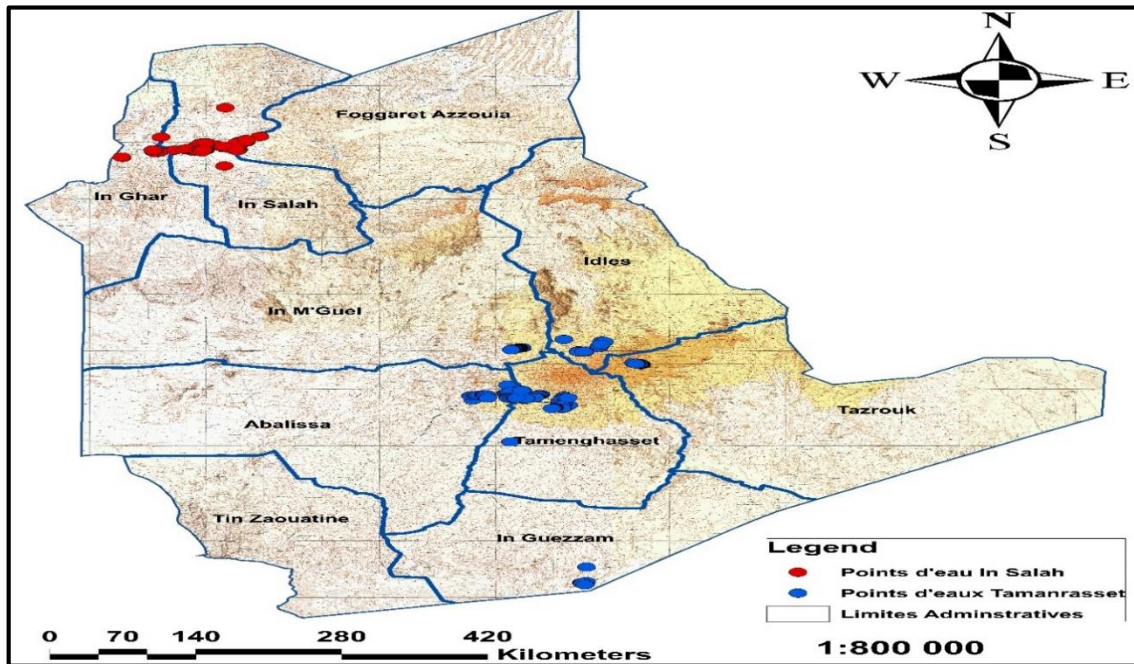 N
W E
S
Foggaret Azzouia
In Ghar
In Salah
Idles
In M'Guel
Abalissa
Tazrouk
Tamenghasset
Tin Zaouatine
In Guezzam
Legend
Points d'eau In Salah
Points d'eaux Tamanrasset
Limites Adminstratives
0 70 140 280 420
Kilometers
1:800 000